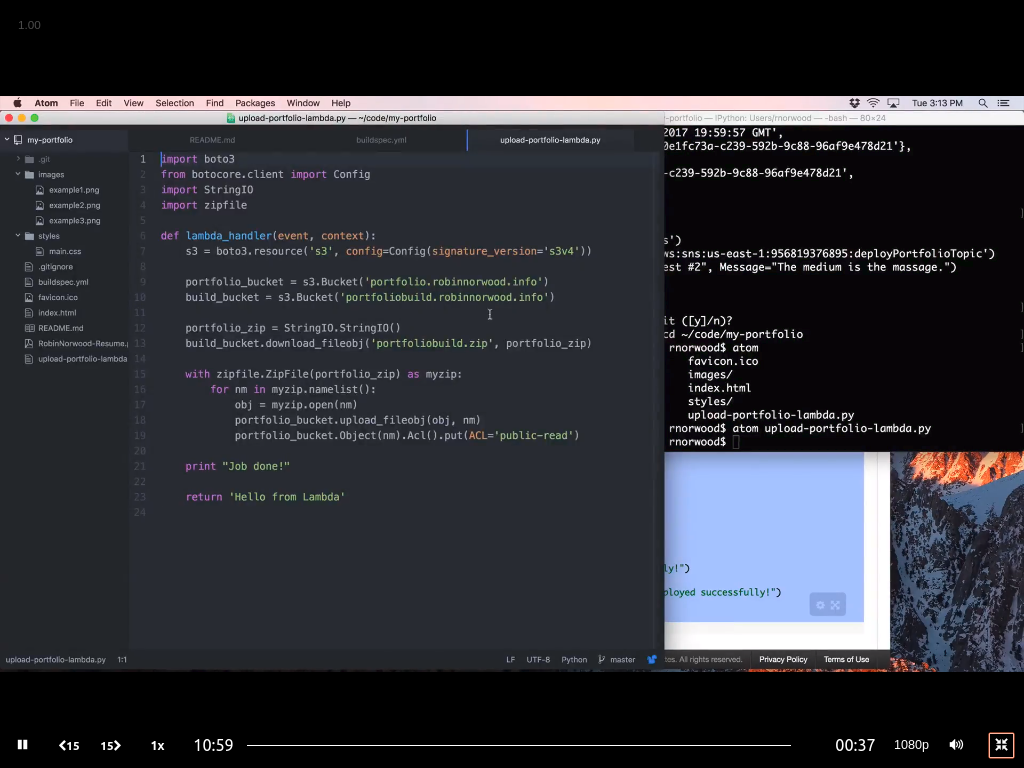 1.00
Atom File Edit View Selection Find Packages Window Help Tue 3:13 PM
upload-portfolio-lambda.py — ~/code/my-portfolio
-portfolio — IPython: Users/rnorwood — -bash — 80×24
my-portfolio
README.md buildspec.yml upload-portfolio-lambda.py
.git
images
example1.png
example2.png
example3.png
styles
main.css
.gitignore
buildspec.yml
favicon.ico
index.html
README.md
RobinNorwood-Resume.p
upload-portfolio-lambda
1 import boto3
2 from botocore.client import Config
3 import StringIO
4 import zipfile
5
6 def lambda_handler(event, context):
7 s3 = boto3.resource('s3', config=Config(signature_version='s3v4'))
8
9 portfolio_bucket = s3.Bucket('portfolio.robinnorwood.info')
10 build_bucket = s3.Bucket('portfoliobuild.robinnorwood.info')
11
12 portfolio_zip = StringIO.StringIO()
13 build_bucket.download_fileobj('portfoliobuild.zip', portfolio_zip)
14
15 with zipfile.ZipFile(portfolio_zip) as myzip:
16 for nm in myzip.namelist():
17 obj = myzip.open(nm)
18 portfolio_bucket.upload_fileobj(obj, nm)
19 portfolio_bucket.Object(nm).Acl().put(ACL='public-read')
20
21 print "Job done!"
22
23 return 'Hello from Lambda'
24
2017 19:59:57 GMT',
0e1fc73a-c239-592b-9c88-96af9e478d21'},
-c239-592b-9c88-96af9e478d21',
s')
ws:sns:us-east-1:956819376895:deployPortfolioTopic')
est #2", Message="The medium is the massage.")
it ([y]/n)?
cd ~/code/my-portfolio
rnorwood$ atom
favicon.ico
images/
index.html
styles/
upload-portfolio-lambda.py
rnorwood$ atom upload-portfolio-lambda.py
rnorwood$
ly!")
ployed successfully!")
upload-portfolio-lambda.py 1:1 LF UTF-8 Python master
tes. All rights reserved. Privacy Policy Terms of Use
15 15 1x 10:59 00:37 1080p